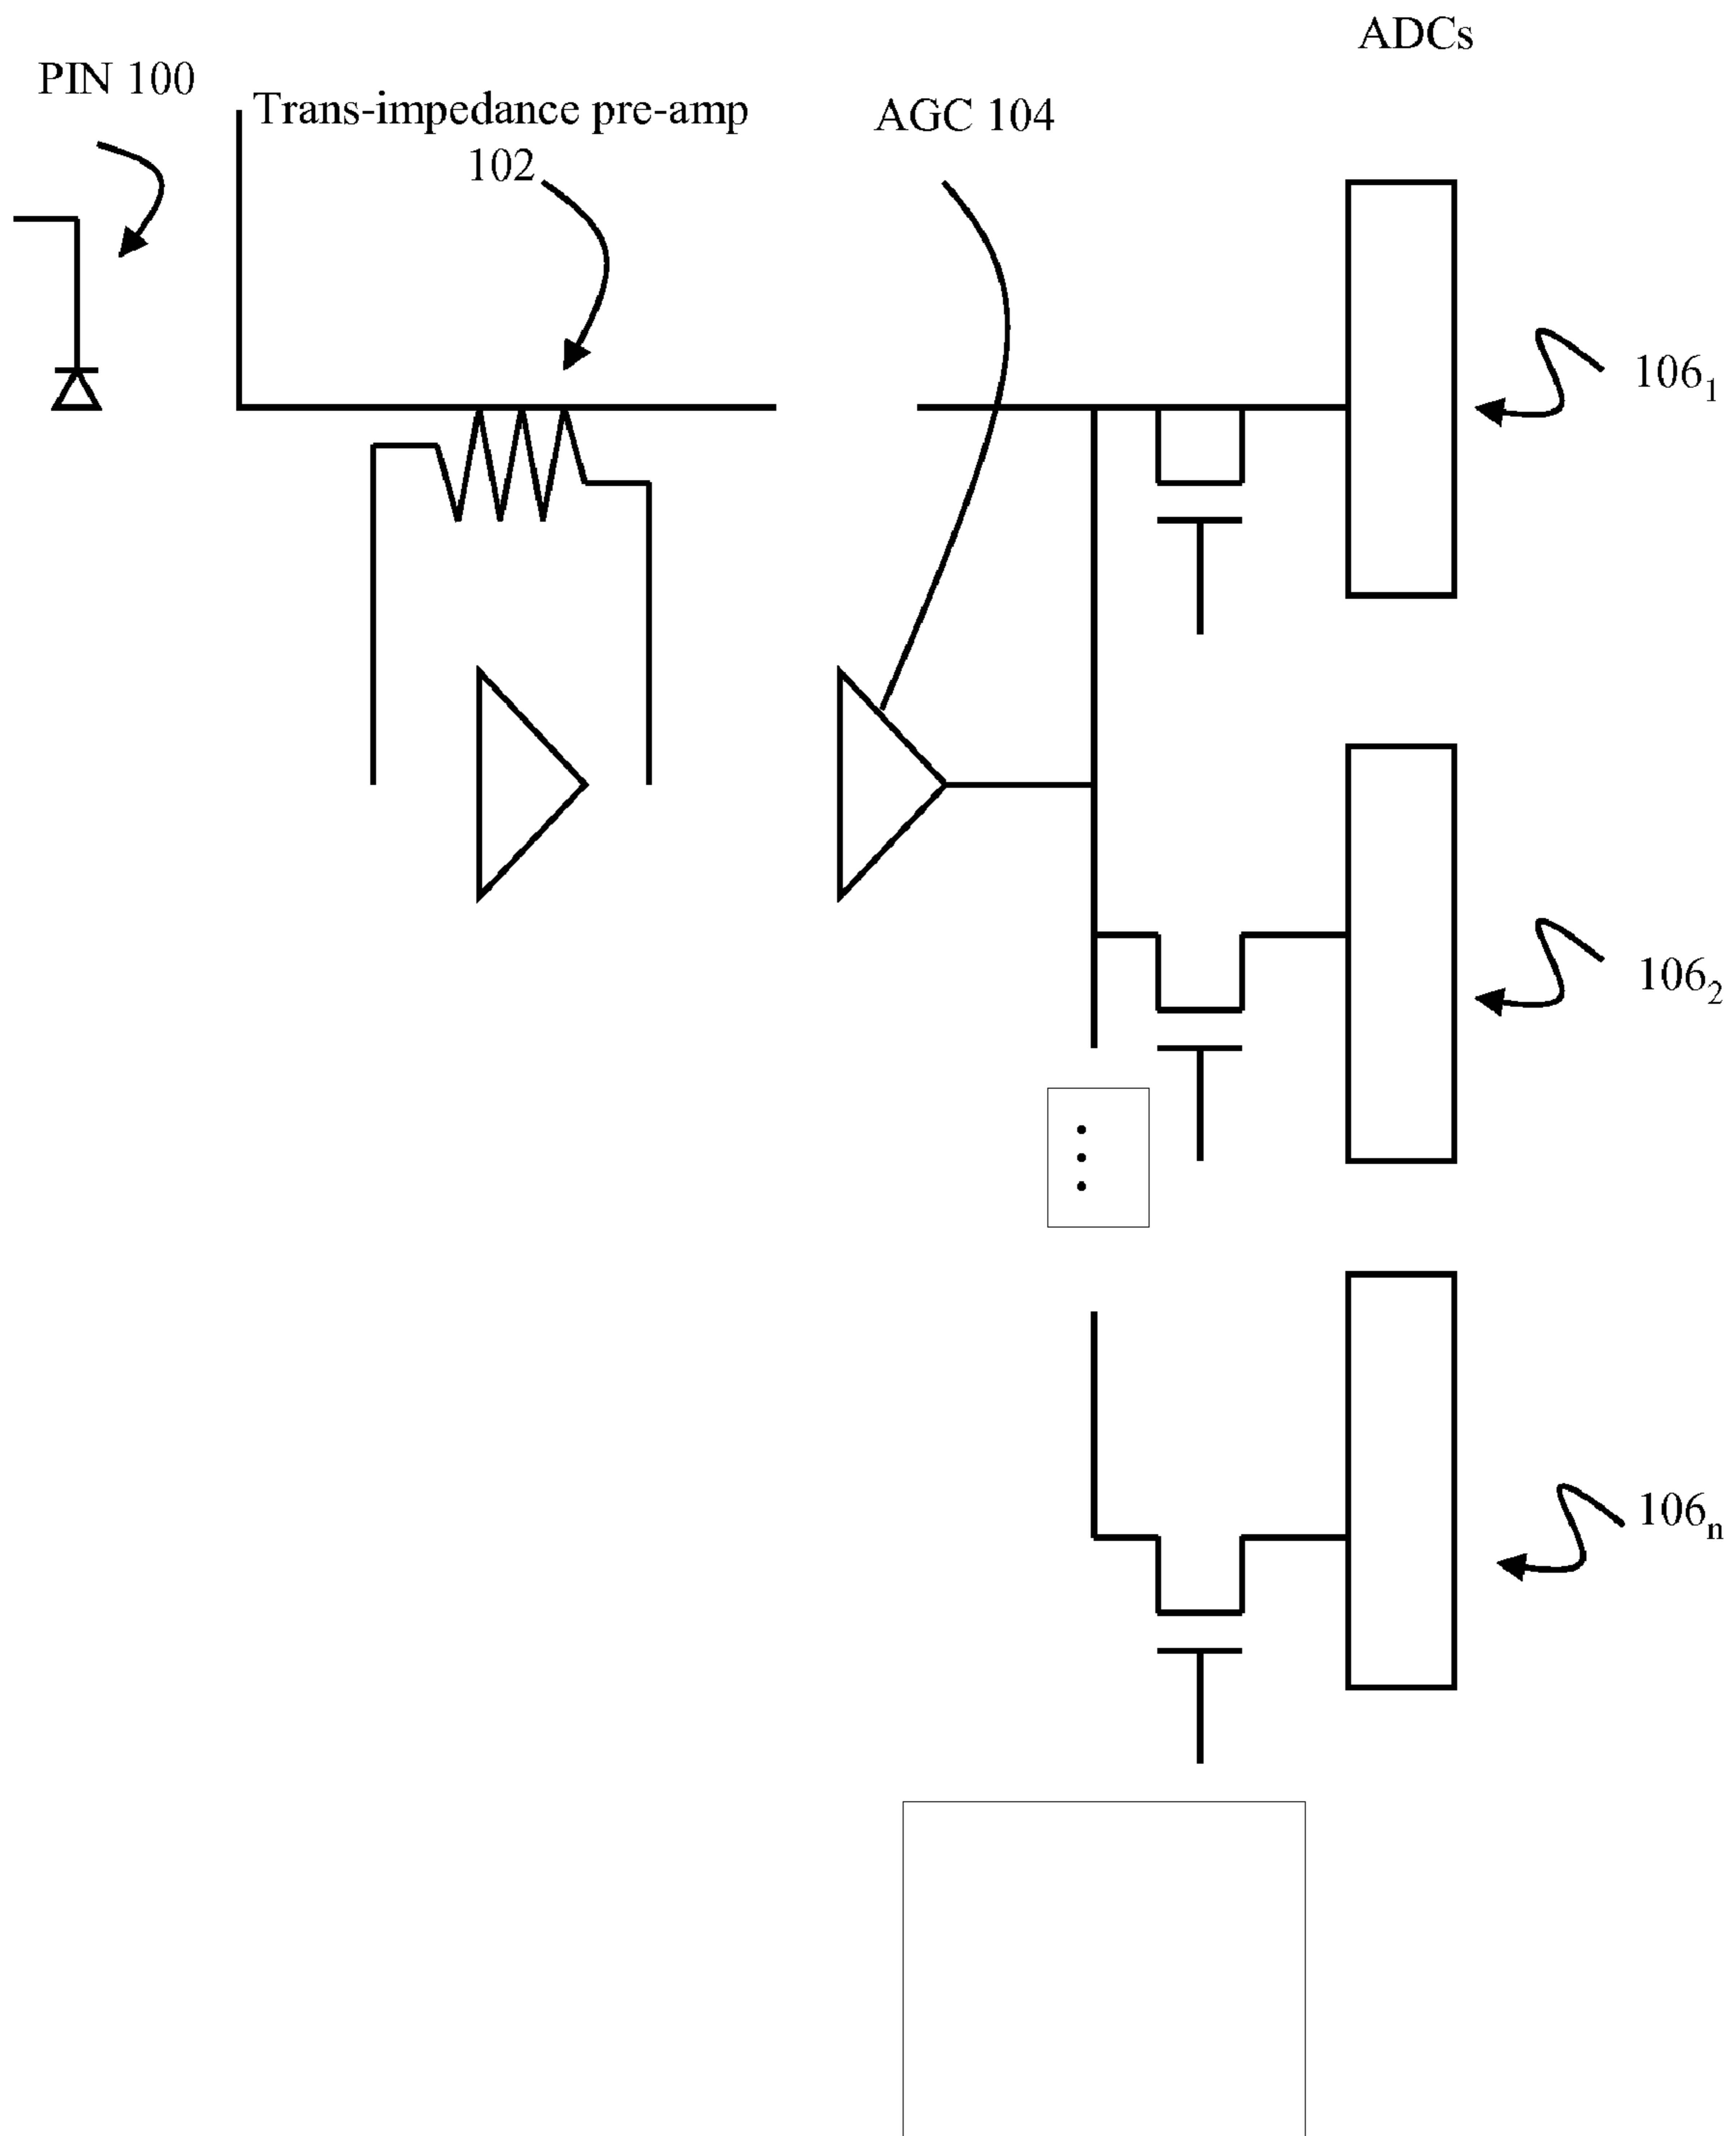 ADCs
PIN 100
Trans-impedance pre-amp
102
AGC 104
106₁
106₂
106ₙ